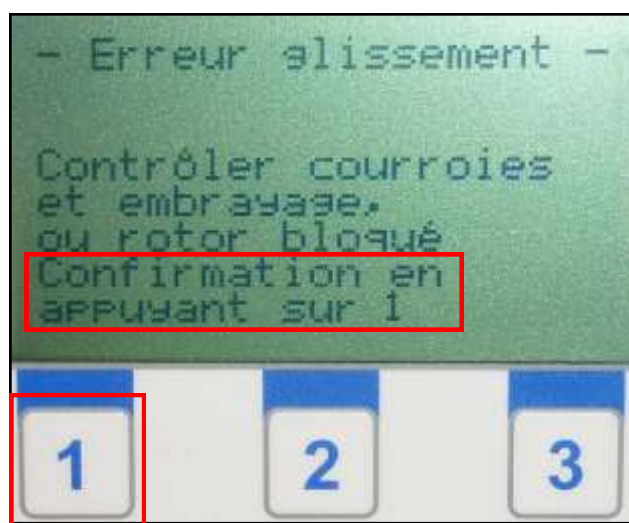 - Erreur glissement -
Contrôler courroies
et embrayage,
ou rotor bloqué
Confirmation en
appuyant sur 1
1 2 3